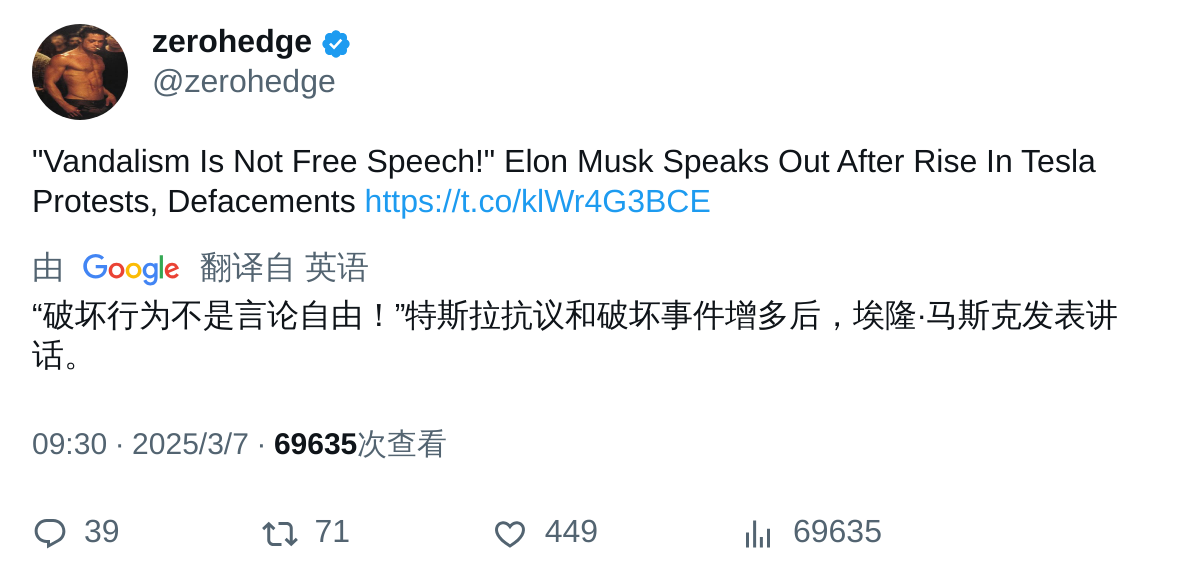 zerohedge
@zerohedge
"Vandalism Is Not Free Speech!" Elon Musk Speaks Out After Rise In Tesla
Protests, Defacements https://t.co/klWr4G3BCE
由 Google 翻译自 英语
“破坏行为不是言论自由！”特斯拉抗议和破坏事件增多后，埃隆·马斯克发表讲
话。
09:30 · 2025/3/7 · 69635次查看
39 71 449 69635